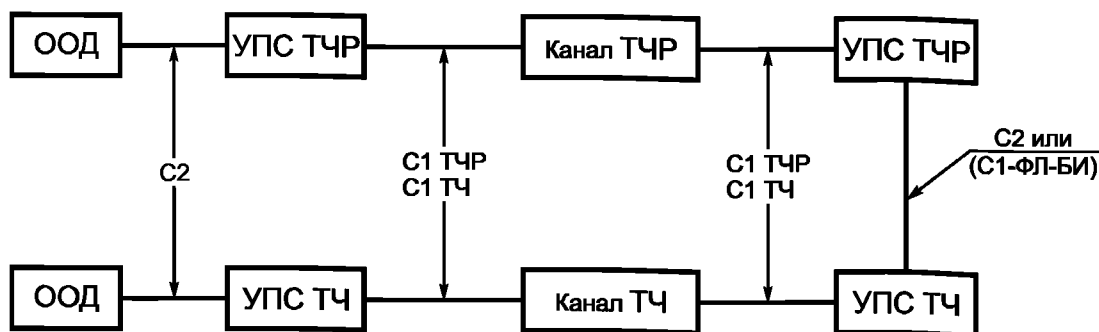 ООД
УПС ТЧР
Канал ТЧР
УПС ТЧР
С2
С1 ТЧР
С1 ТЧ
С1 ТЧР
С1 ТЧ
С2 или
(С1-ФЛ-БИ)
ООД
УПС ТЧ
Канал ТЧ
УПС ТЧ